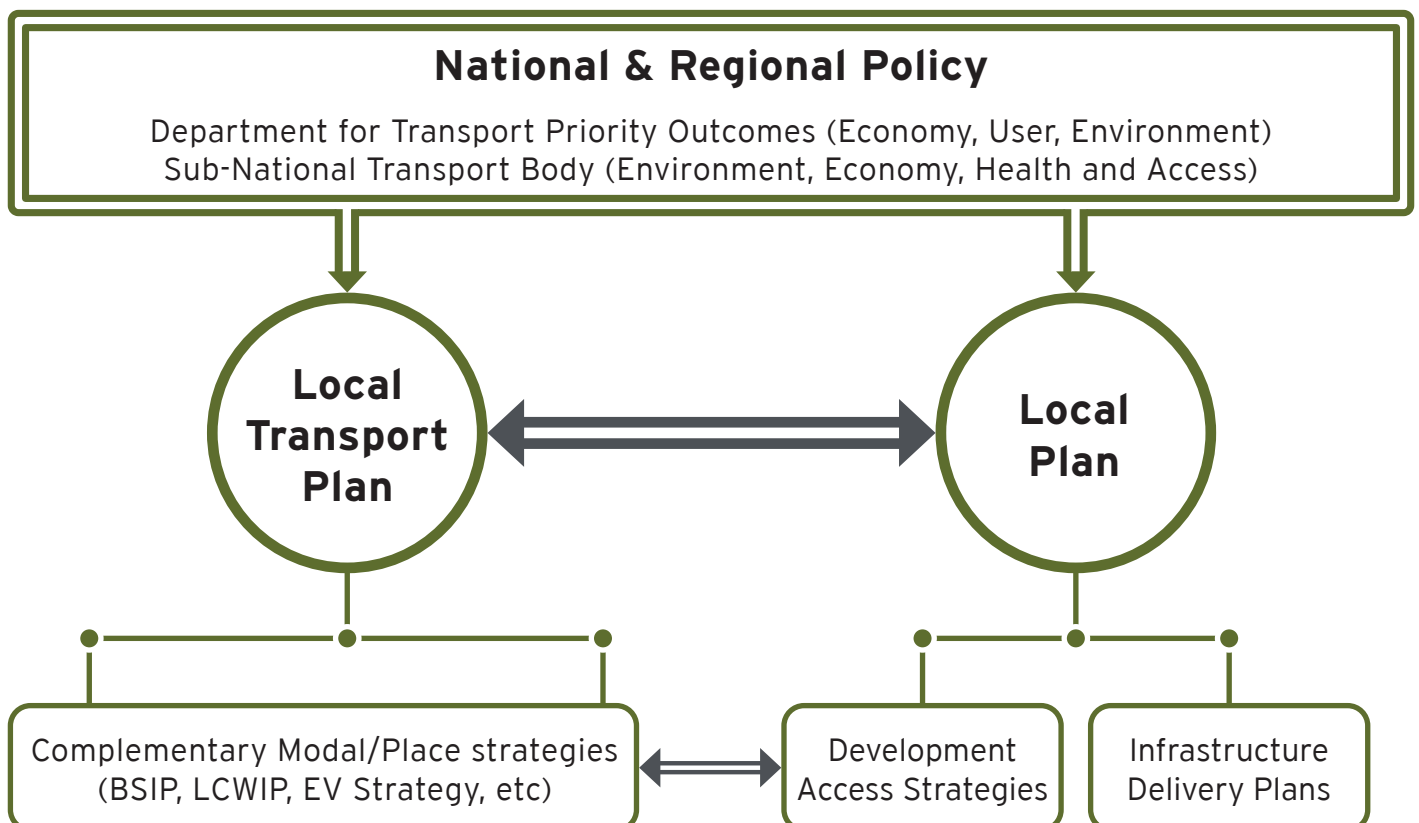 National & Regional Policy
Department for Transport Priority Outcomes (Economy, User, Environment)
Sub-National Transport Body (Environment, Economy, Health and Access)
Local
Transport
Plan
Local
Plan
Complementary Modal/Place strategies
(BSIP, LCWIP, EV Strategy, etc)
Development
Access Strategies
Infrastructure
Delivery Plans